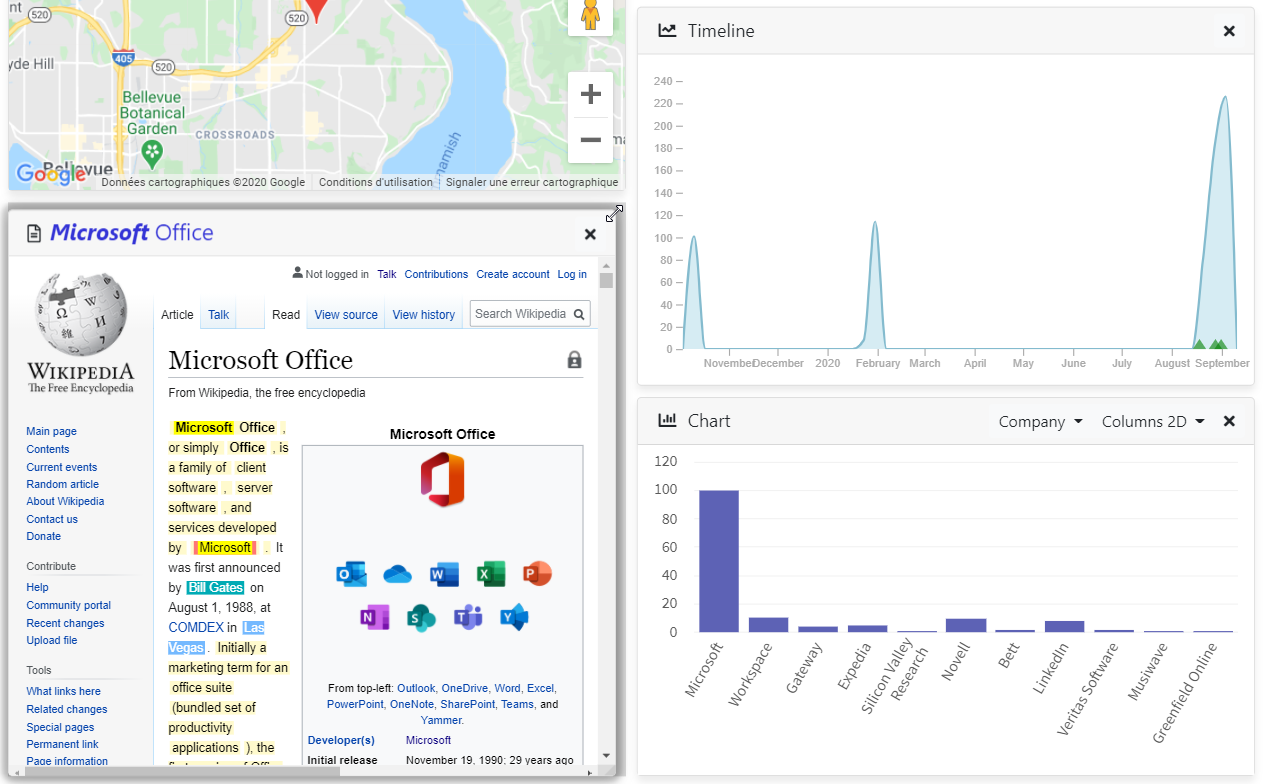 nt
520
520
405
yde Hill
520
Bellevue
Botanical
Garden
CROSSROADS
Bellevue
Google
Données cartographiques ©2020 Google
Conditions d'utilisation
Signaler une erreur cartographique
Microsoft Office
Not logged in Talk Contributions Create account Log in
Article Talk Read View source View history Search Wikipedia
WIKIPEDIA
The Free Encyclopedia
Microsoft Office
From Wikipedia, the free encyclopedia
Main page
Contents
Current events
Random article
About Wikipedia
Contact us
Donate
Contribute
Help
Community portal
Recent changes
Upload file
Tools
What links here
Related changes
Special pages
Permanent link
Page information
Microsoft Office ,
or simply Office , is
a family of client
software , server
software , and
services developed
by Microsoft . It
was first announced
by Bill Gates on
August 1, 1988, at
COMDEX in Las
Vegas . Initially a
marketing term for an
office suite
(bundled set of
productivity
applications ), the
Microsoft Office
From top-left: Outlook, OneDrive, Word, Excel,
PowerPoint, OneNote, SharePoint, Teams, and
Yammer.
Developer(s) Microsoft
Initial release November 19, 1990; 29 years ago
Timeline
240
220
200
180
160
140
120
100
80
60
40
20
0
November December 2020 February March April May June July August September
Chart Company Columns 2D
120
100
80
60
40
20
0
Microsoft
Workspace
Gateway
Expedia
Silicon Valley
Research
Novell
Bett
LinkedIn
Veritas Software
Musiwave
Greenfield Online